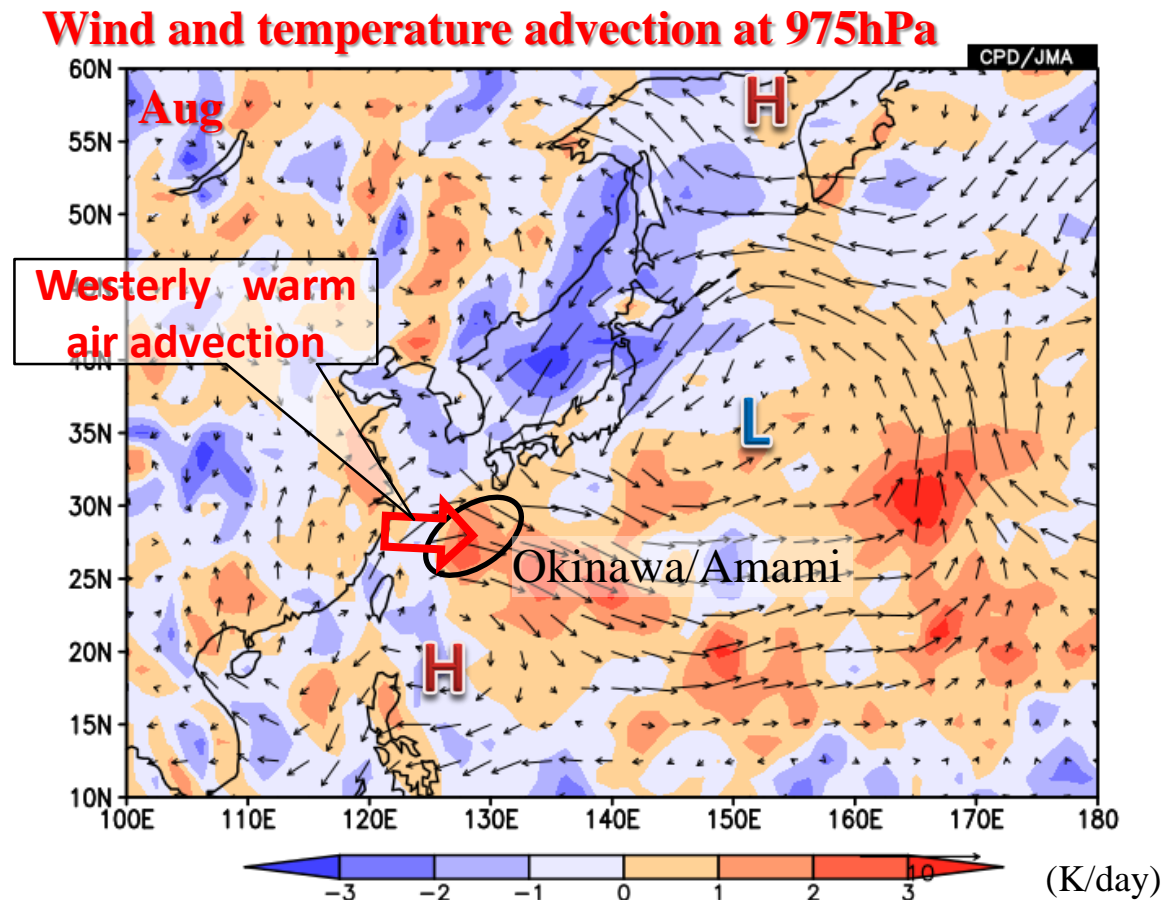 Wind and temperature advection at 975hPa
CPD/JMA
60N
Aug
H
55N
50N
Westerly warm
air advection
40N
L
35N
30N
Okinawa/Amami
25N
20N
H
15N
10N
100E 110E 120E 130E 140E 150E 160E 170E 180
10
(K/day)
-3 -2 -1 0 1 2 3